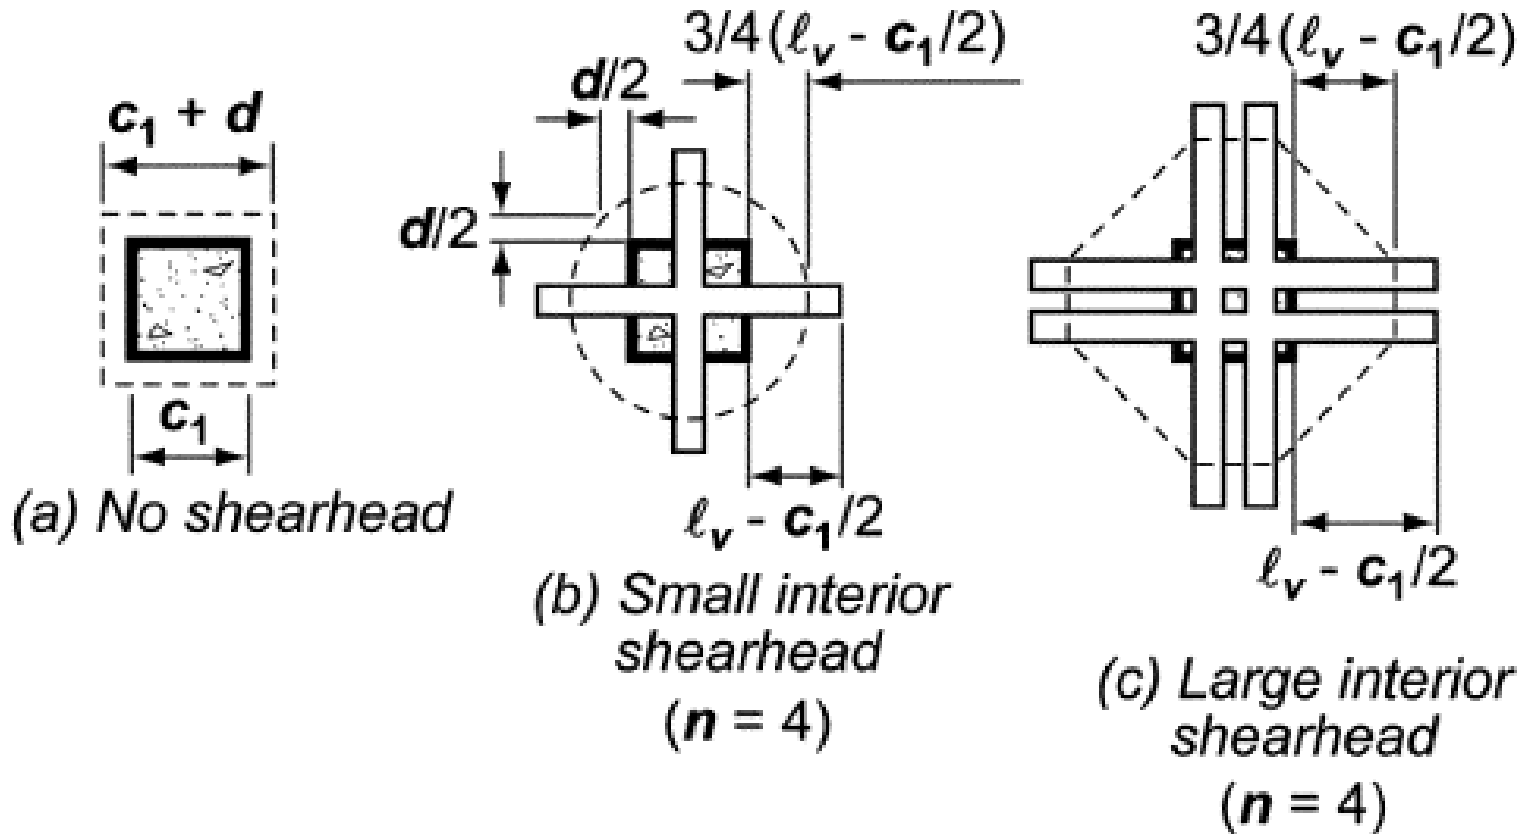 c₁ + d
c₁
(a) No shearhead
3/4(ℓᵥ - c₁/2)
d/2
d/2
ℓᵥ - c₁/2
(b) Small interior
shearhead
(n = 4)
3/4(ℓᵥ - c₁/2)
ℓᵥ - c₁/2
(c) Large interior
shearhead
(n = 4)